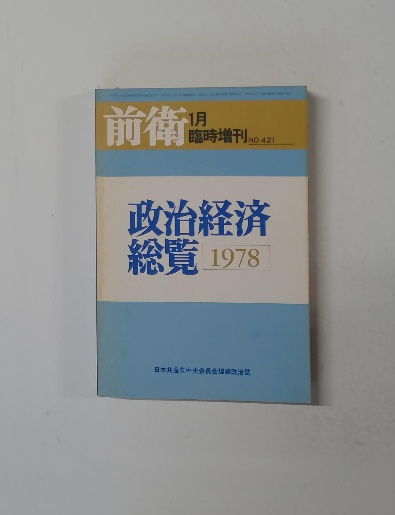 前衛
1月
臨時増刊 NO.421
政治経済
総覧 1978
日本共産党中央委員会理論政治誌